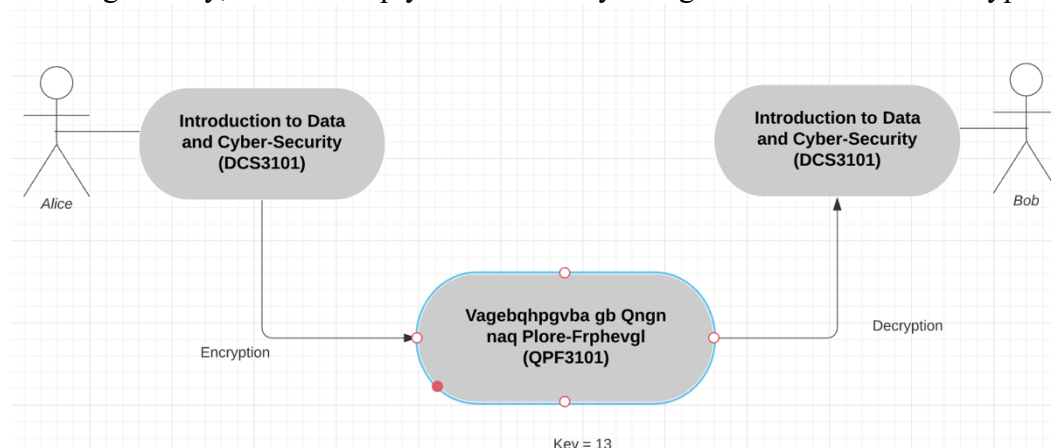 Introduction to Data
and Cyber-Security
(DCS3101)
Introduction to Data
and Cyber-Security
(DCS3101)
Alice
Bob
Vagebqhpgvba gb Qngn
naq Plore-Frphevgl
(QPF3101)
Encryption
Decryption
Key = 13